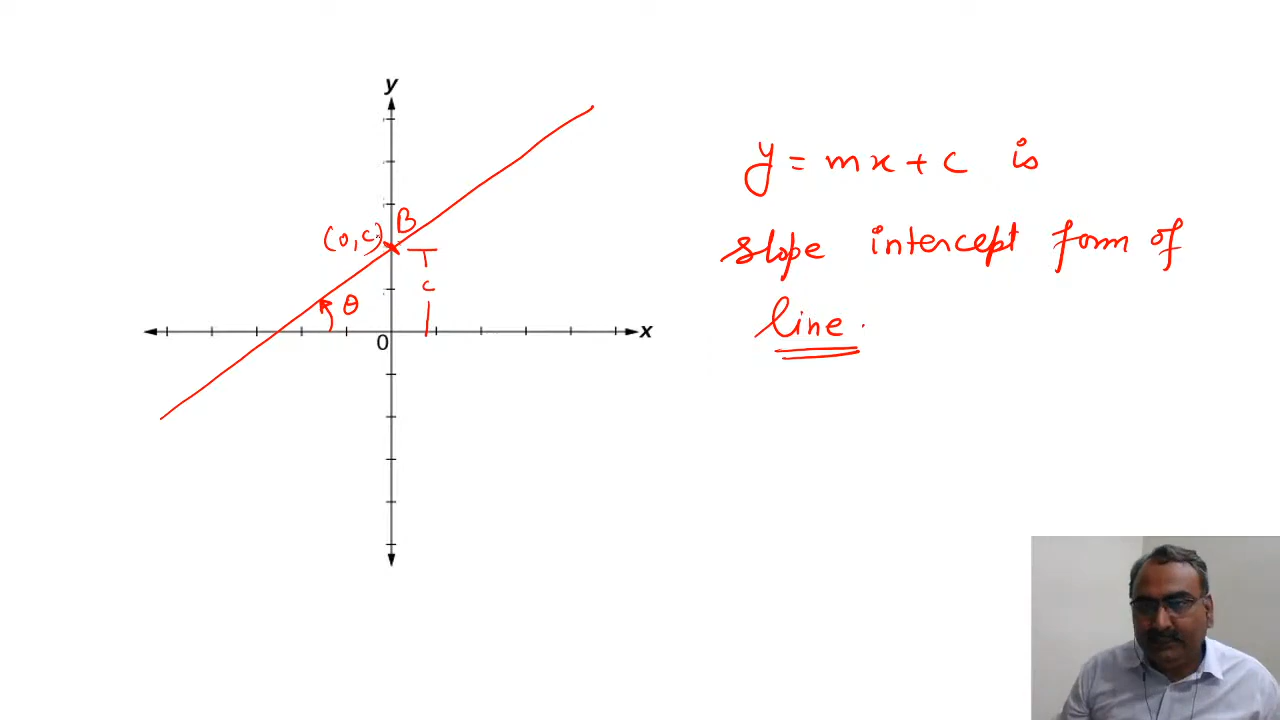 y
(0, c) B
c
θ
0
x
y = mx + c is
slope intercept form of
line.